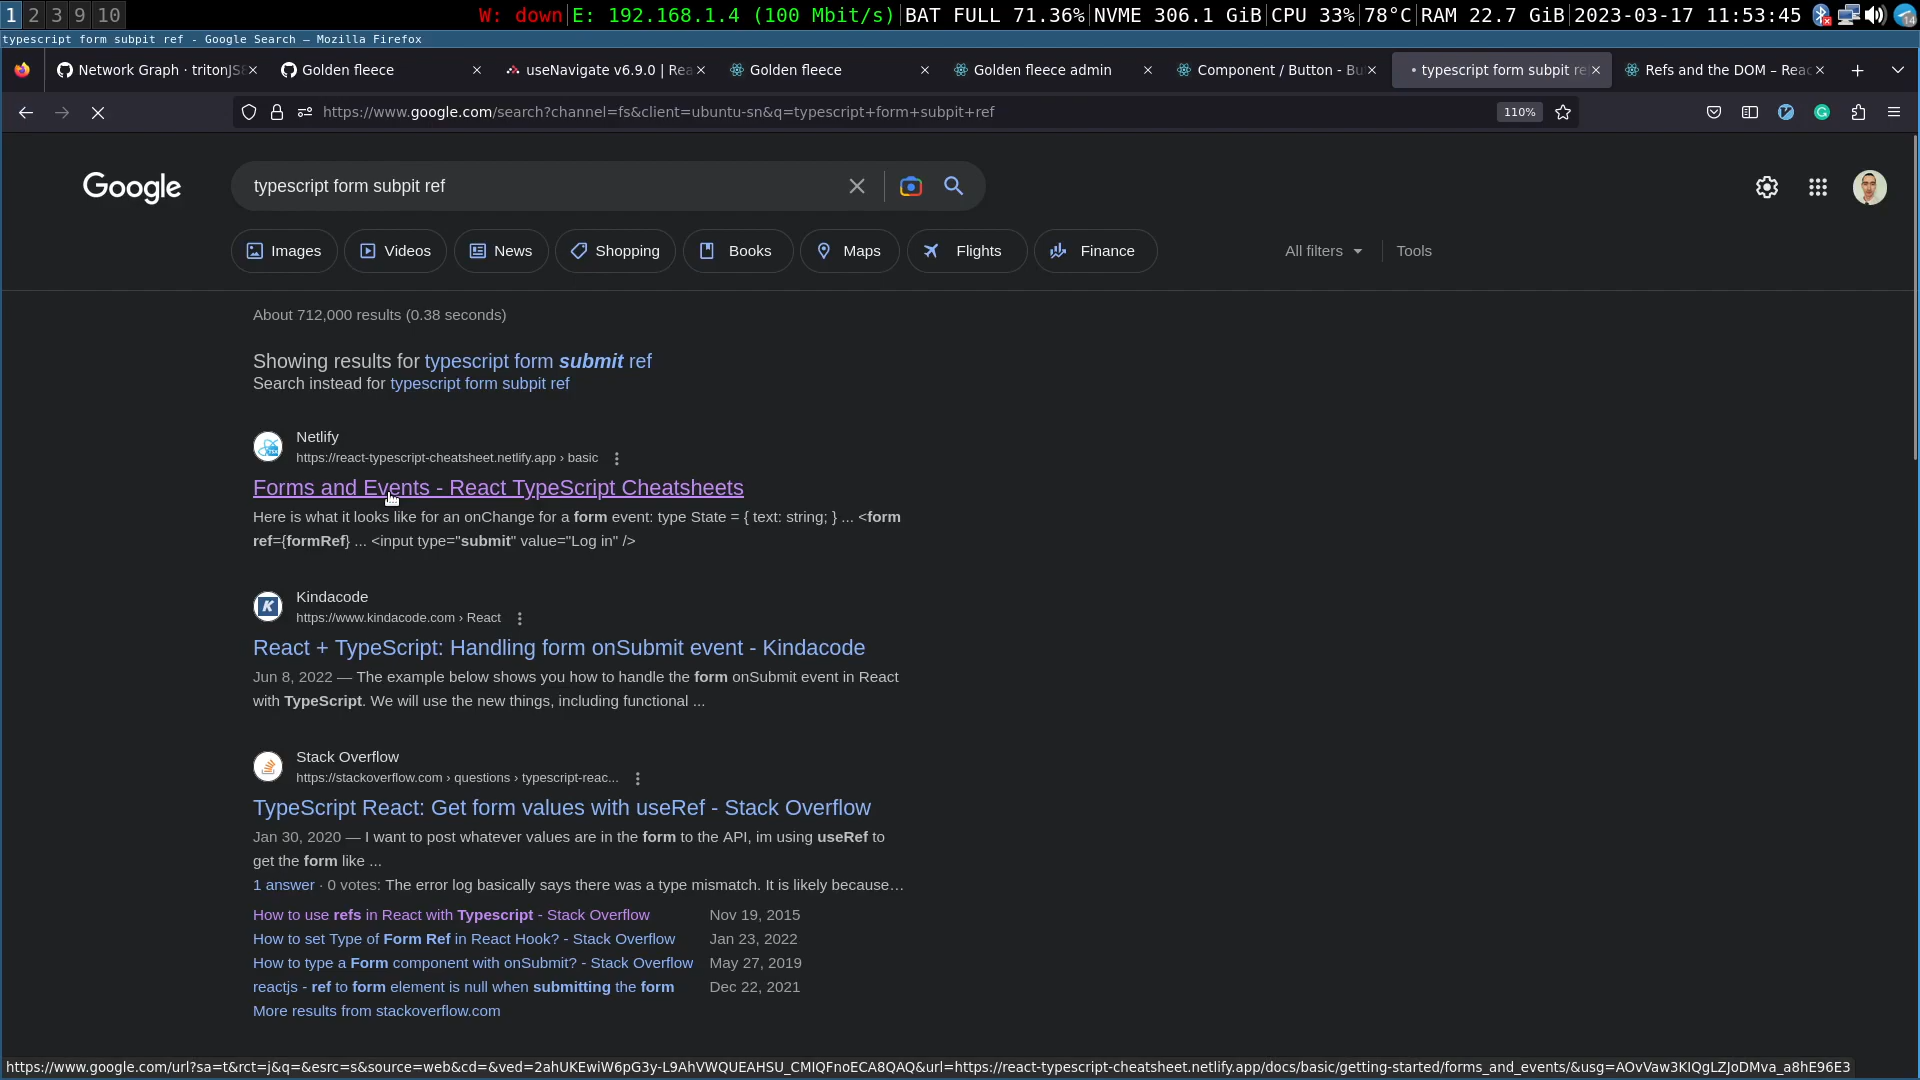 1 2 3 9 10 W: down|E: 192.168.1.4 (100 Mbit/s)|BAT FULL 71.36%|NVME 306.1 GiB|CPU 33%|78°C|RAM 22.7 GiB|2023-03-17 11:53:45 14
typescript form subpit ref - Google Search — Mozilla Firefox
Network Graph · tritonJS Golden fleece useNavigate v6.9.0 | Rea Golden fleece Golden fleece admin Component / Button - Bu typescript form subpit re Refs and the DOM – Reac
https://www.google.com/search?channel=fs&client=ubuntu-sn&q=typescript+form+subpit+ref 110%
Google typescript form subpit ref
Images Videos News Shopping Books Maps Flights Finance All filters Tools
About 712,000 results (0.38 seconds)
Showing results for typescript form submit ref
Search instead for typescript form subpit ref
Netlify
https://react-typescript-cheatsheet.netlify.app › basic
Forms and Events - React TypeScript Cheatsheets
Here is what it looks like for an onChange for a form event: type State = { text: string; } ... <form
ref={formRef} ... <input type="submit" value="Log in" />
Kindacode
https://www.kindacode.com › React
React + TypeScript: Handling form onSubmit event - Kindacode
Jun 8, 2022 — The example below shows you how to handle the form onSubmit event in React
with TypeScript. We will use the new things, including functional ...
Stack Overflow
https://stackoverflow.com › questions › typescript-reac...
TypeScript React: Get form values with useRef - Stack Overflow
Jan 30, 2020 — I want to post whatever values are in the form to the API, im using useRef to
get the form like ...
1 answer · 0 votes: The error log basically says there was a type mismatch. It is likely because…
How to use refs in React with Typescript - Stack Overflow Nov 19, 2015
How to set Type of Form Ref in React Hook? - Stack Overflow Jan 23, 2022
How to type a Form component with onSubmit? - Stack Overflow May 27, 2019
reactjs - ref to form element is null when submitting the form Dec 22, 2021
More results from stackoverflow.com
https://www.google.com/url?sa=t&rct=j&q=&esrc=s&source=web&cd=&ved=2ahUKEwiW6pG3y-L9AhVWQUEAHSU_CMIQFnoECA8QAQ&url=https://react-typescript-cheatsheet.netlify.app/docs/basic/getting-started/forms_and_events/&usg=AOvVaw3KIQgLZJoDMva_a8hE96E3